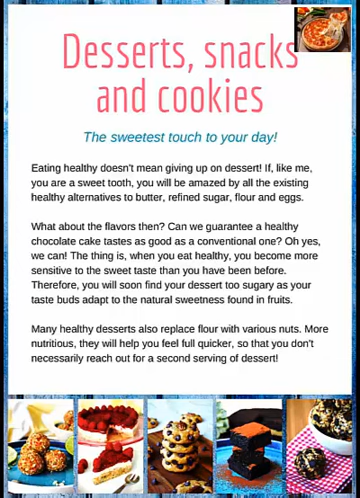 Desserts, snacks
and cookies
The sweetest touch to your day!
Eating healthy doesn't mean giving up on dessert! If, like me,
you are a sweet tooth, you will be amazed by all the existing
healthy alternatives to butter, refined sugar, flour and eggs.
What about the flavors then? Can we guarantee a healthy
chocolate cake tastes as good as a conventional one? Oh yes,
we can! The thing is, when you eat healthy, you become more
sensitive to the sweet taste than you have been before.
Therefore, you will soon find your dessert too sugary as your
taste buds adapt to the natural sweetness found in fruits.
Many healthy desserts also replace flour with various nuts. More
nutritious, they will help you feel full quicker, so that you don't
necessarily reach out for a second serving of dessert!